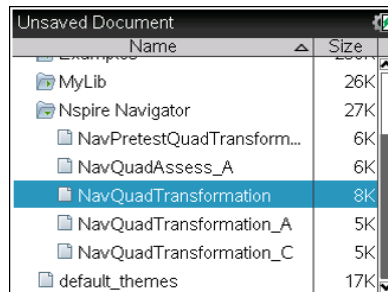 Unsaved Document
Name Size
MyLib 26K
Nspire Navigator 27K
NavPretestQuadTransform... 6K
NavQuadAssess_A 6K
NavQuadTransformation 8K
NavQuadTransformation_A 5K
NavQuadTransformation_C 5K
default_themes 17K